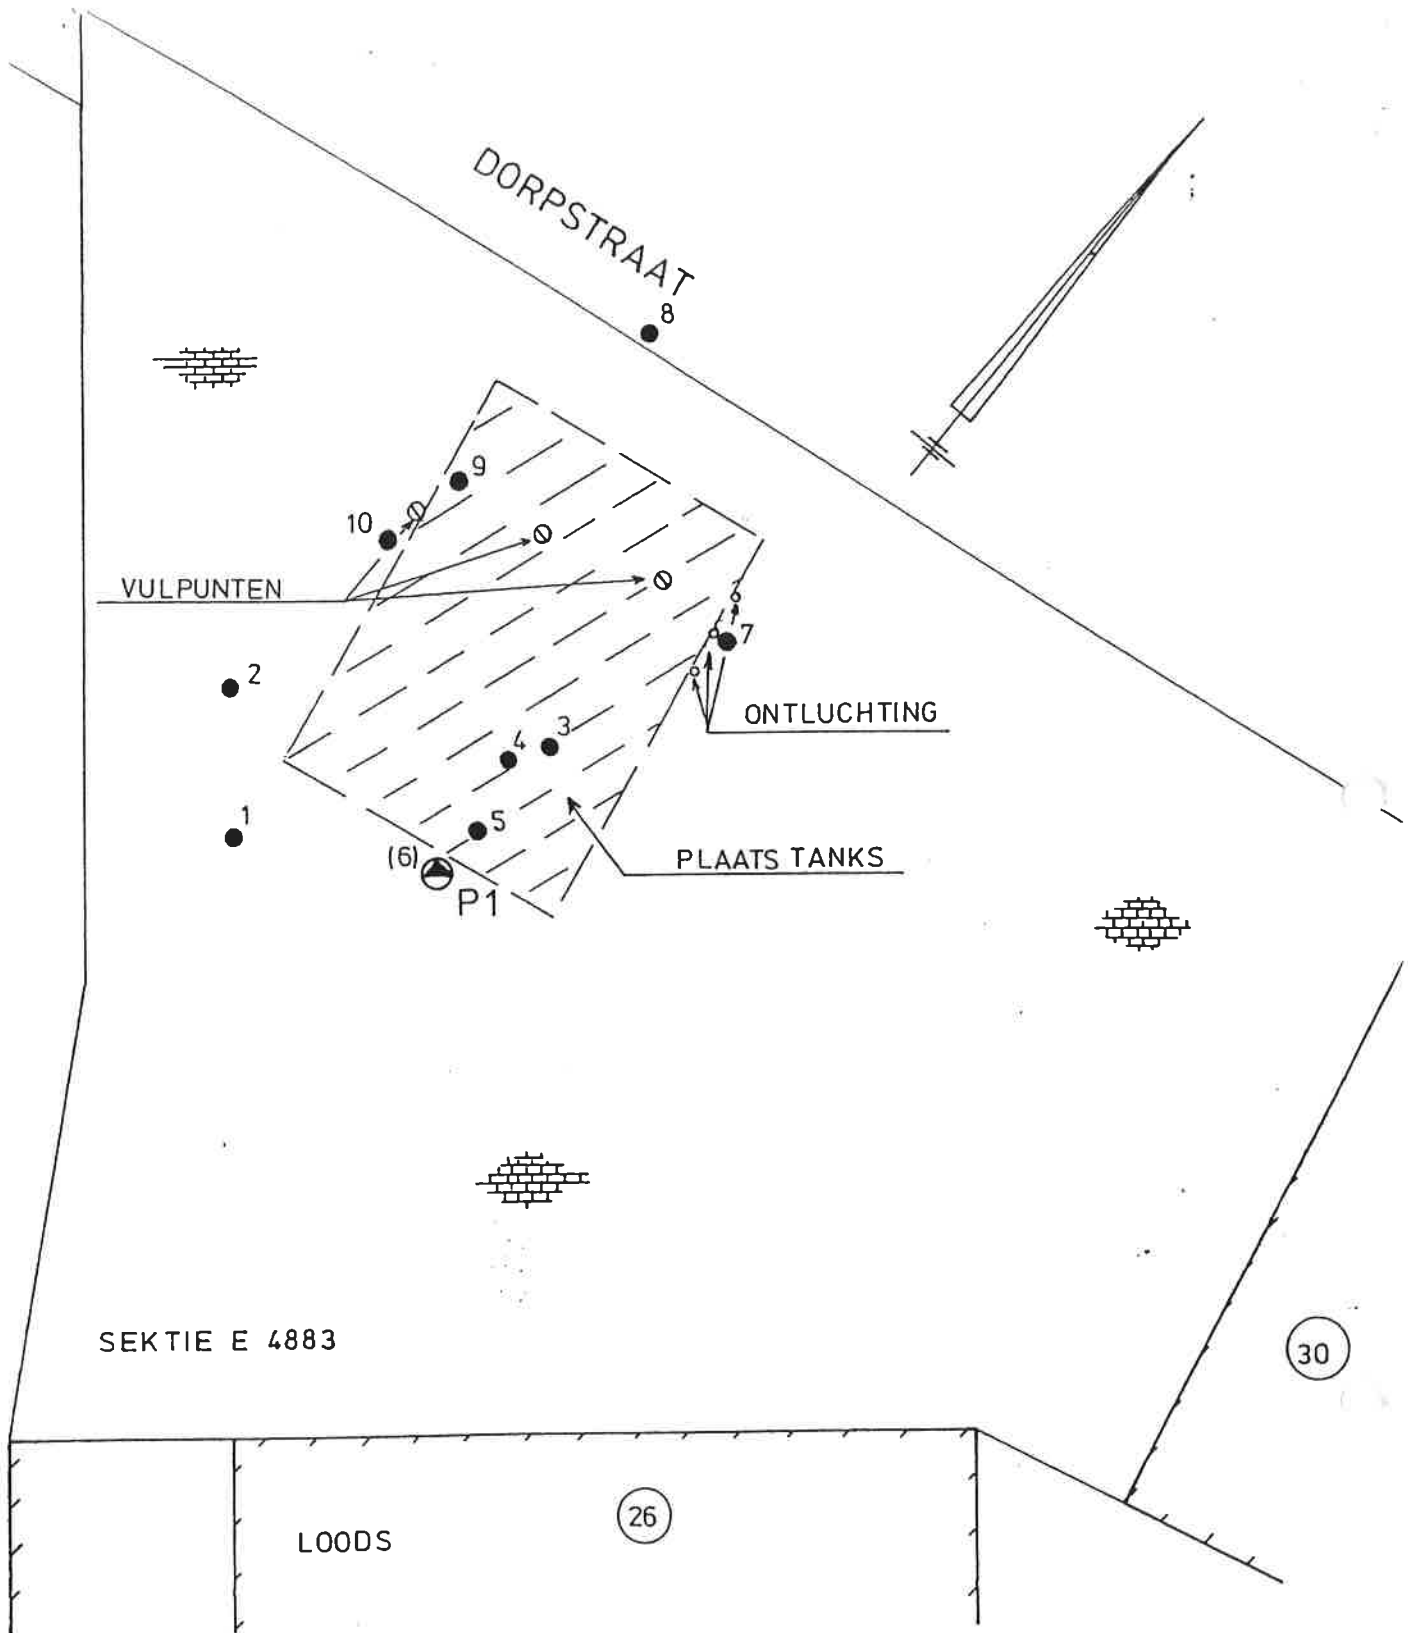 DORPSTRAAT
8
9
10
VULPUNTEN
7
2
ONTLUCHTING
3
4
1
5
(6)
PLAATS TANKS
P1
SEKTIE E 4883
30
26
LOODS